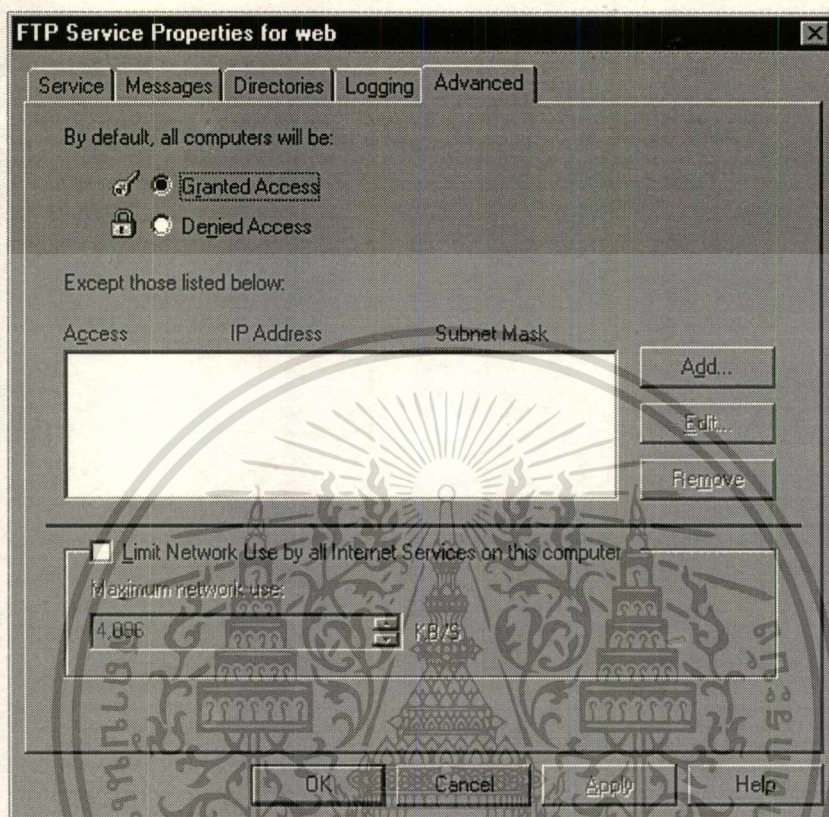 FTP Service Properties for web
Service Messages Directories Logging Advanced
By default, all computers will be:
Granted Access
Denied Access
Except those listed below:
Access IP Address Subnet Mask
Add...
Edit...
Remove
Limit Network Use by all Internet Services on this computer
Maximum network use:
4,096 KB/S
OK Cancel Apply Help